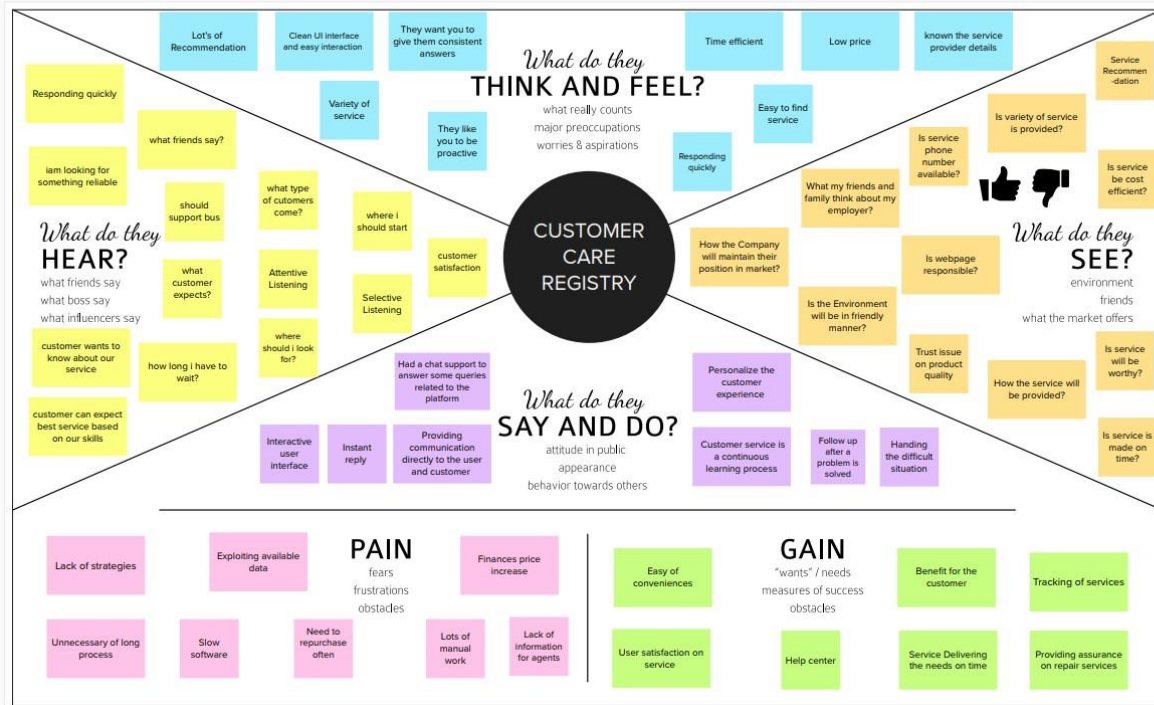 Lot's of
Recommendation
Clean UI interface
and easy interaction
They want you to
give them consistent
answers
Variety of
service
They like
you to be
proactive
What do they
THINK AND FEEL?
what really counts
major preoccupations
worries & aspirations
Time efficient
Low price
known the service
provider details
Easy to find
service
Responding
quickly
Responding quickly
what friends say?
iam looking for
something reliable
should
support bus
what type
of cutomers
come?
where i
should start
What do they
HEAR?
what friends say
what boss say
what influencers say
what
customer
expects?
Attentive
Listening
customer
satisfaction
Selective
Listening
customer wants to
know about our
service
how long i have to
wait?
where
should i look
for?
customer can expect
best service based
on our skills
CUSTOMER
CARE
REGISTRY
Service
Recommen
-dation
Is variety of service
is provided?
Is service
phone
number
available?
Is service
be cost
efficient?
What my friends and
family think about my
employer?
How the Company
will maintain their
position in market?
Is webpage
responsible?
What do they
SEE?
environment
friends
what the market offers
Is the Environment
will be in friendly
manner?
Trust issue
on product
quality
How the service will
be provided?
Is service
will be
worthy?
Is service is
made on
time?
Had a chat support to
answer some queries
related to the
platform
Interactive
user
interface
Instant
reply
Providing
communication
directly to the user
and customer
What do they
SAY AND DO?
attitude in public
appearance
behavior towards others
Personalize the
customer
experience
Customer service is
a continuous
learning process
Follow up
after a
problem is
solved
Handing
the difficult
situation
PAIN
fears
frustrations
obstacles
Lack of strategies
Exploiting available
data
Finances price
increase
Unnecessary of long
process
Slow
software
Need to
repurchase
often
Lots of
manual
work
Lack of
information
for agents
GAIN
"wants" / needs
measures of success
obstacles
Easy of
conveniences
Benefit for the
customer
Tracking of services
User satisfaction on
service
Help center
Service Delivering
the needs on time
Providing assurance
on repair services